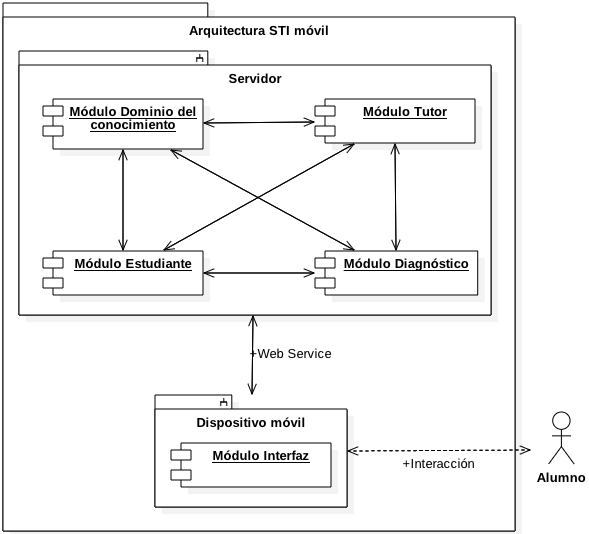 Arquitectura STI móvil
Servidor
Módulo Dominio del
conocimiento
Módulo Tutor
Módulo Estudiante
Módulo Diagnóstico
+Web Service
Dispositivo móvil
Módulo Interfaz
+Interacción
Alumno